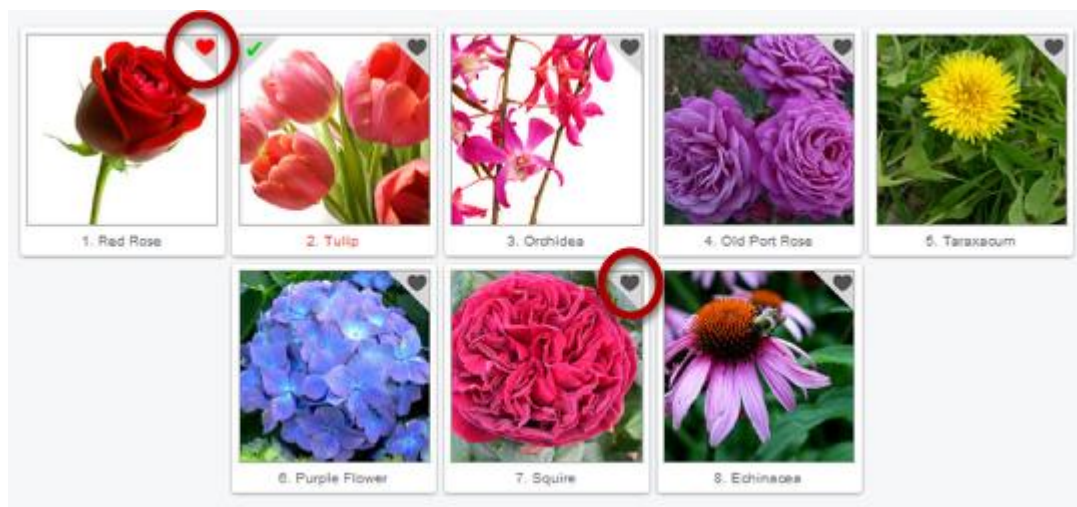 1. Red Rose
2. Tulip
3. Orchidea
4. Old Port Rose
5. Taraxacum
6. Purple Flower
7. Squire
8. Echinacea